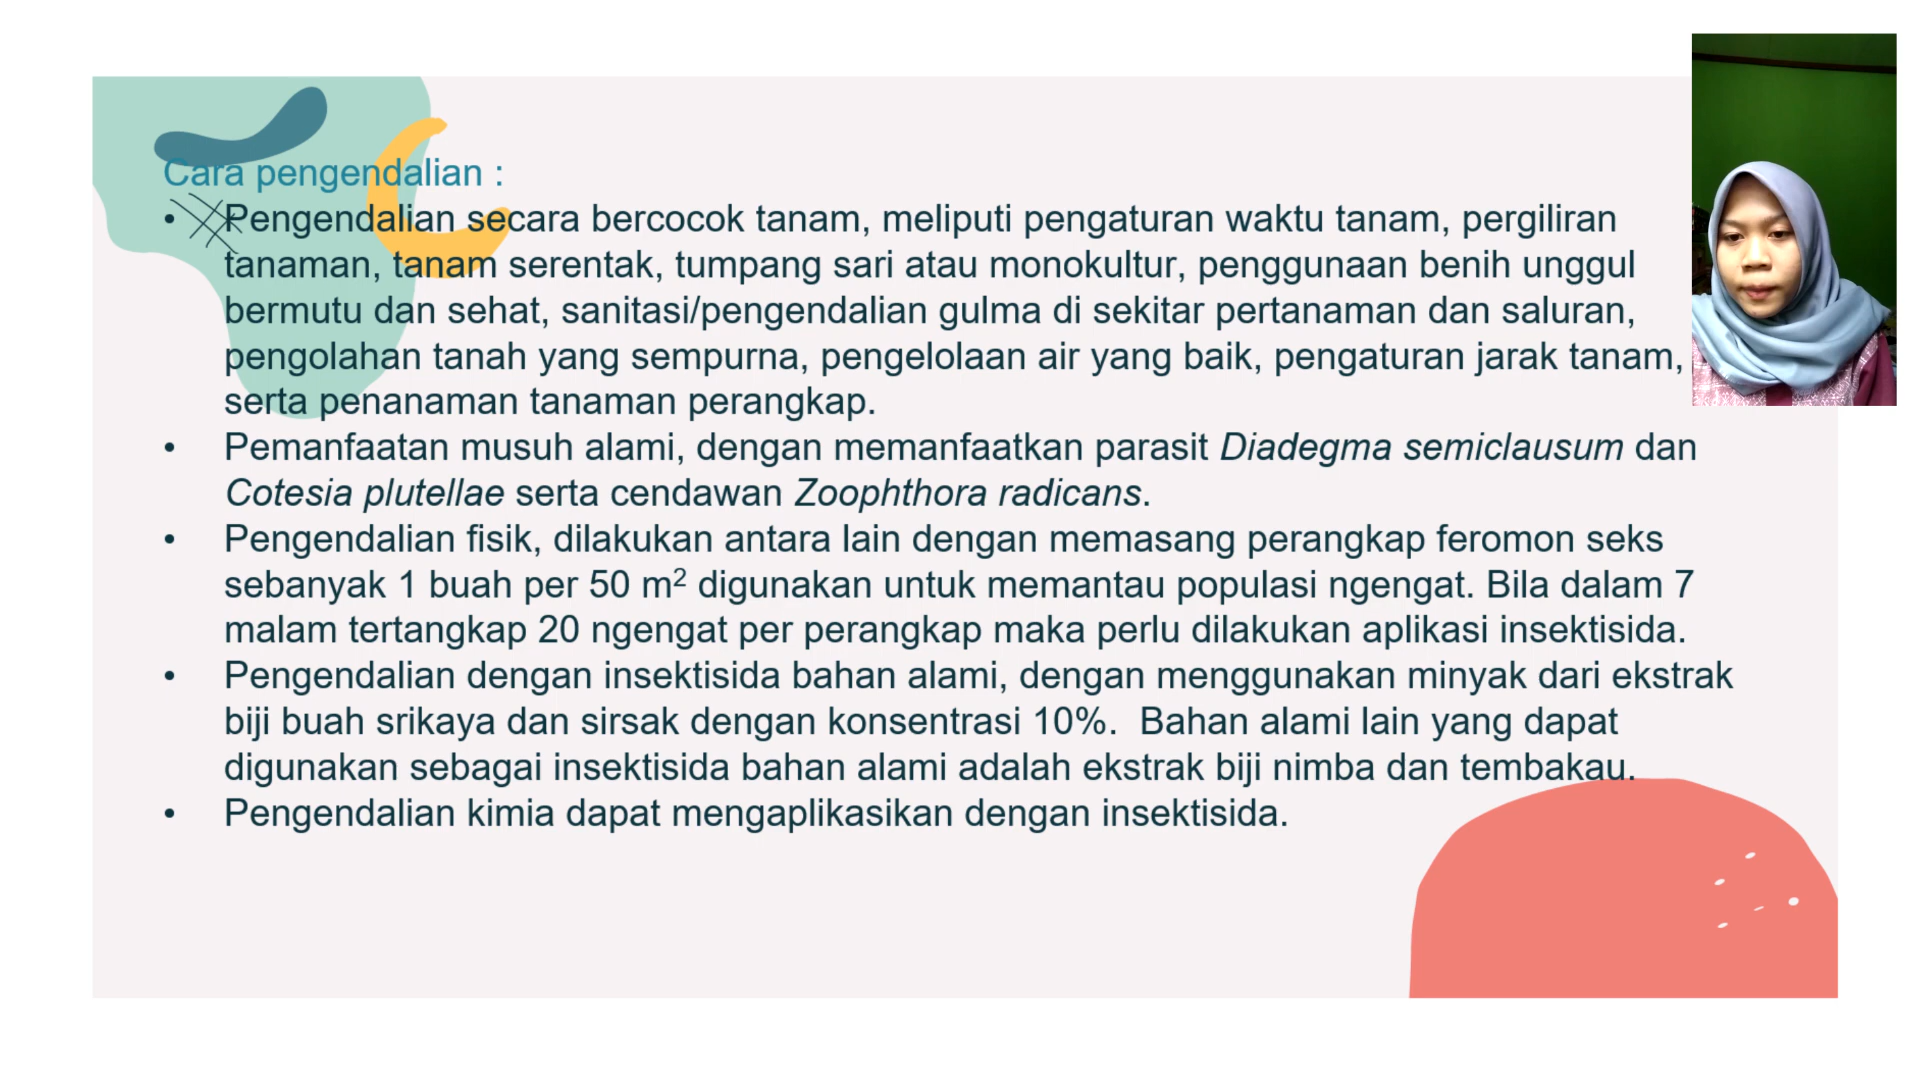 Cara pengendalian :
• Pengendalian secara bercocok tanam, meliputi pengaturan waktu tanam, pergiliran
tanaman, tanam serentak, tumpang sari atau monokultur, penggunaan benih unggul
bermutu dan sehat, sanitasi/pengendalian gulma di sekitar pertanaman dan saluran,
pengolahan tanah yang sempurna, pengelolaan air yang baik, pengaturan jarak tanam,
serta penanaman tanaman perangkap.
• Pemanfaatan musuh alami, dengan memanfaatkan parasit Diadegma semiclausum dan
Cotesia plutellae serta cendawan Zoophthora radicans.
• Pengendalian fisik, dilakukan antara lain dengan memasang perangkap feromon seks
sebanyak 1 buah per 50 m² digunakan untuk memantau populasi ngengat. Bila dalam 7
malam tertangkap 20 ngengat per perangkap maka perlu dilakukan aplikasi insektisida.
• Pengendalian dengan insektisida bahan alami, dengan menggunakan minyak dari ekstrak
biji buah srikaya dan sirsak dengan konsentrasi 10%. Bahan alami lain yang dapat
digunakan sebagai insektisida bahan alami adalah ekstrak biji nimba dan tembakau.
• Pengendalian kimia dapat mengaplikasikan dengan insektisida.